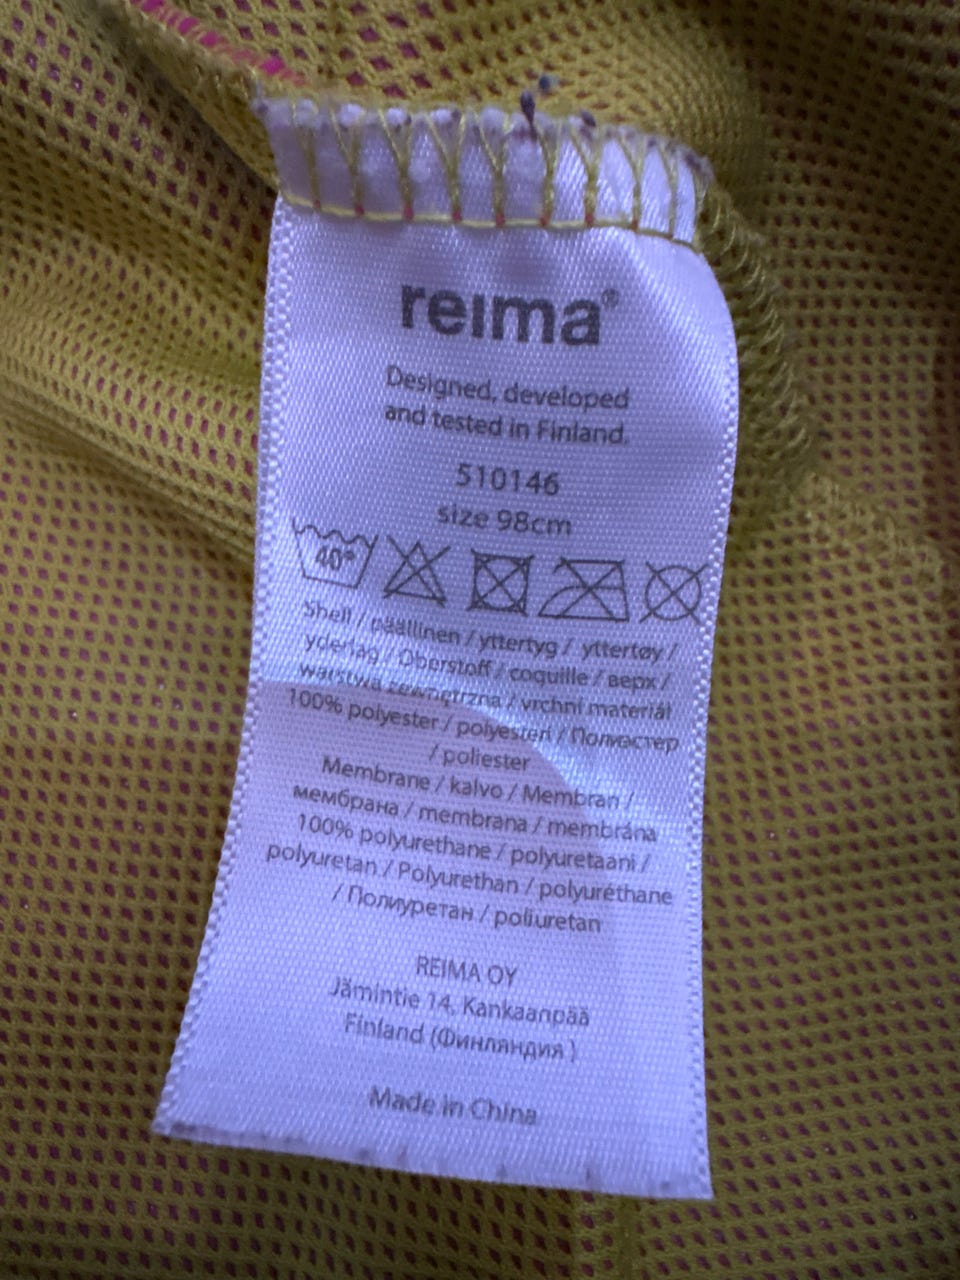 reima®
Designed, developed
and tested in Finland.
510146
size 98cm
40°
Shell / päällinen / yttertyg / yttertøy /
yderlag / Oberstoff / coquille / верх /
warstwa zewnętrzna / vrchní materiál
100% polyester / polyesteri / Полиэстер
/ poliester
Membrane / kalvo / Membran /
мембрана / membrana / membrána
100% polyurethane / polyuretaani /
polyuretan / Polyurethan / polyuréthane
/ Полиуретан / poliuretan
REIMA OY
Jämintie 14, Kankaanpää
Finland (Финляндия )
Made in China